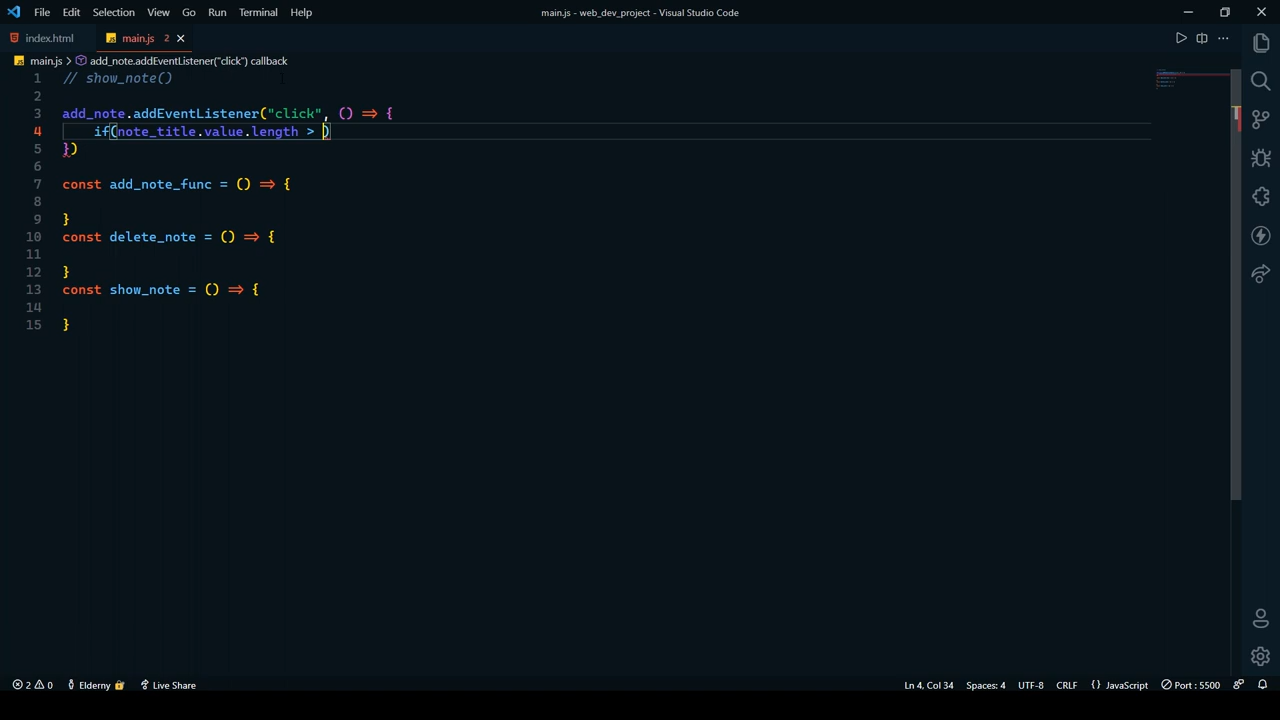 File Edit Selection View Go Run Terminal Help main.js - web_dev_project - Visual Studio Code
index.html main.js 2
main.js > add_note.addEventListener("click") callback
1 // show_note()
2
3 add_note.addEventListener("click", () => {
4 if(note_title.value.length > )
5 })
6
7 const add_note_func = () => {
8
9 }
10 const delete_note = () => {
11
12 }
13 const show_note = () => {
14
15 }
2 0 Elderny Live Share Ln 4, Col 34 Spaces: 4 UTF-8 CRLF {} JavaScript Port : 5500